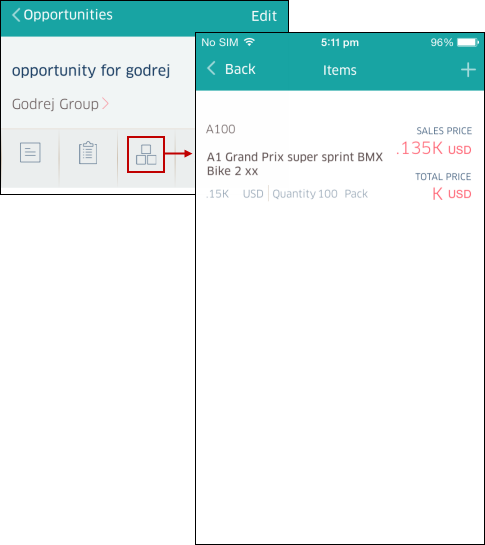 Opportunities
Edit
opportunity for godrej
Godrej Group
No SIM 5:11 pm 96%
Back Items +
A100
SALES PRICE
.135K USD
A1 Grand Prix super sprint BMX
Bike 2 xx
TOTAL PRICE
.15K USD Quantity 100 Pack
K USD